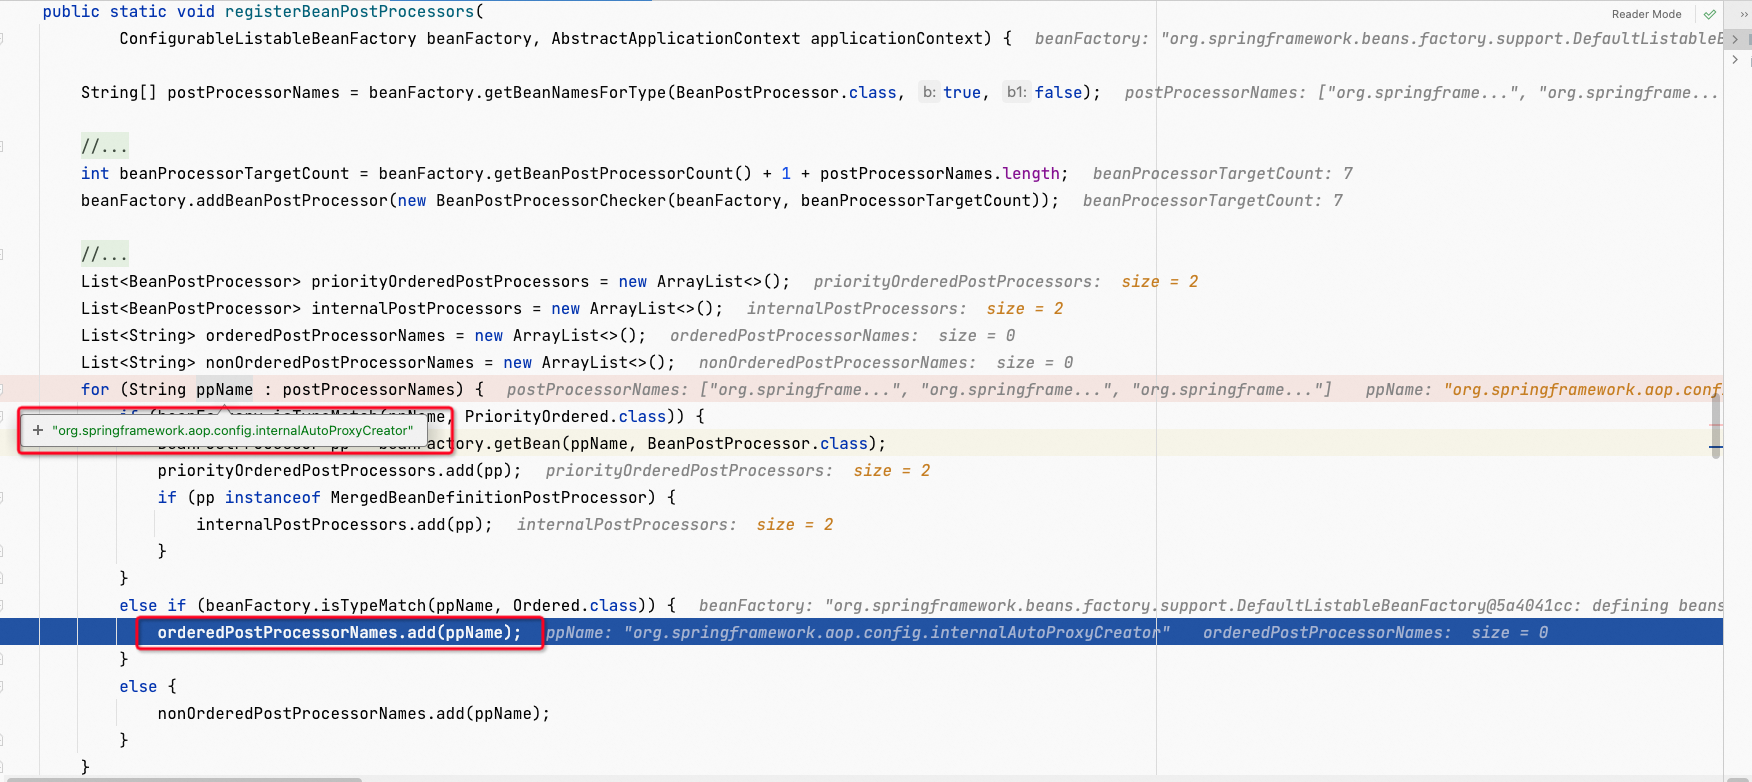 public static void registerBeanPostProcessors(
Reader Mode
ConfigurableListableBeanFactory beanFactory, AbstractApplicationContext applicationContext) { beanFactory: "org.springframework.beans.factory.support.DefaultListableB
String[] postProcessorNames = beanFactory.getBeanNamesForType(BeanPostProcessor.class, b: true, b1: false); postProcessorNames: ["org.springframe...", "org.springframe...
//...
int beanProcessorTargetCount = beanFactory.getBeanPostProcessorCount() + 1 + postProcessorNames.length; beanProcessorTargetCount: 7
beanFactory.addBeanPostProcessor(new BeanPostProcessorChecker(beanFactory, beanProcessorTargetCount)); beanProcessorTargetCount: 7
//...
List<BeanPostProcessor> priorityOrderedPostProcessors = new ArrayList<>(); priorityOrderedPostProcessors: size = 2
List<BeanPostProcessor> internalPostProcessors = new ArrayList<>(); internalPostProcessors: size = 2
List<String> orderedPostProcessorNames = new ArrayList<>(); orderedPostProcessorNames: size = 0
List<String> nonOrderedPostProcessorNames = new ArrayList<>(); nonOrderedPostProcessorNames: size = 0
for (String ppName : postProcessorNames) { postProcessorNames: ["org.springframe...", "org.springframe...", "org.springframe..."] ppName: "org.springframework.aop.conf
if (beanFactory.isTypeMatch(ppName, PriorityOrdered.class)) {
+ "org.springframework.aop.config.internalAutoProxyCreator"
BeanPostProcessor pp = beanFactory.getBean(ppName, BeanPostProcessor.class);
priorityOrderedPostProcessors.add(pp); priorityOrderedPostProcessors: size = 2
if (pp instanceof MergedBeanDefinitionPostProcessor) {
internalPostProcessors.add(pp); internalPostProcessors: size = 2
}
}
else if (beanFactory.isTypeMatch(ppName, Ordered.class)) { beanFactory: "org.springframework.beans.factory.support.DefaultListableBeanFactory@5a4041cc: defining beans
orderedPostProcessorNames.add(ppName); ppName: "org.springframework.aop.config.internalAutoProxyCreator" orderedPostProcessorNames: size = 0
}
else {
nonOrderedPostProcessorNames.add(ppName);
}
}